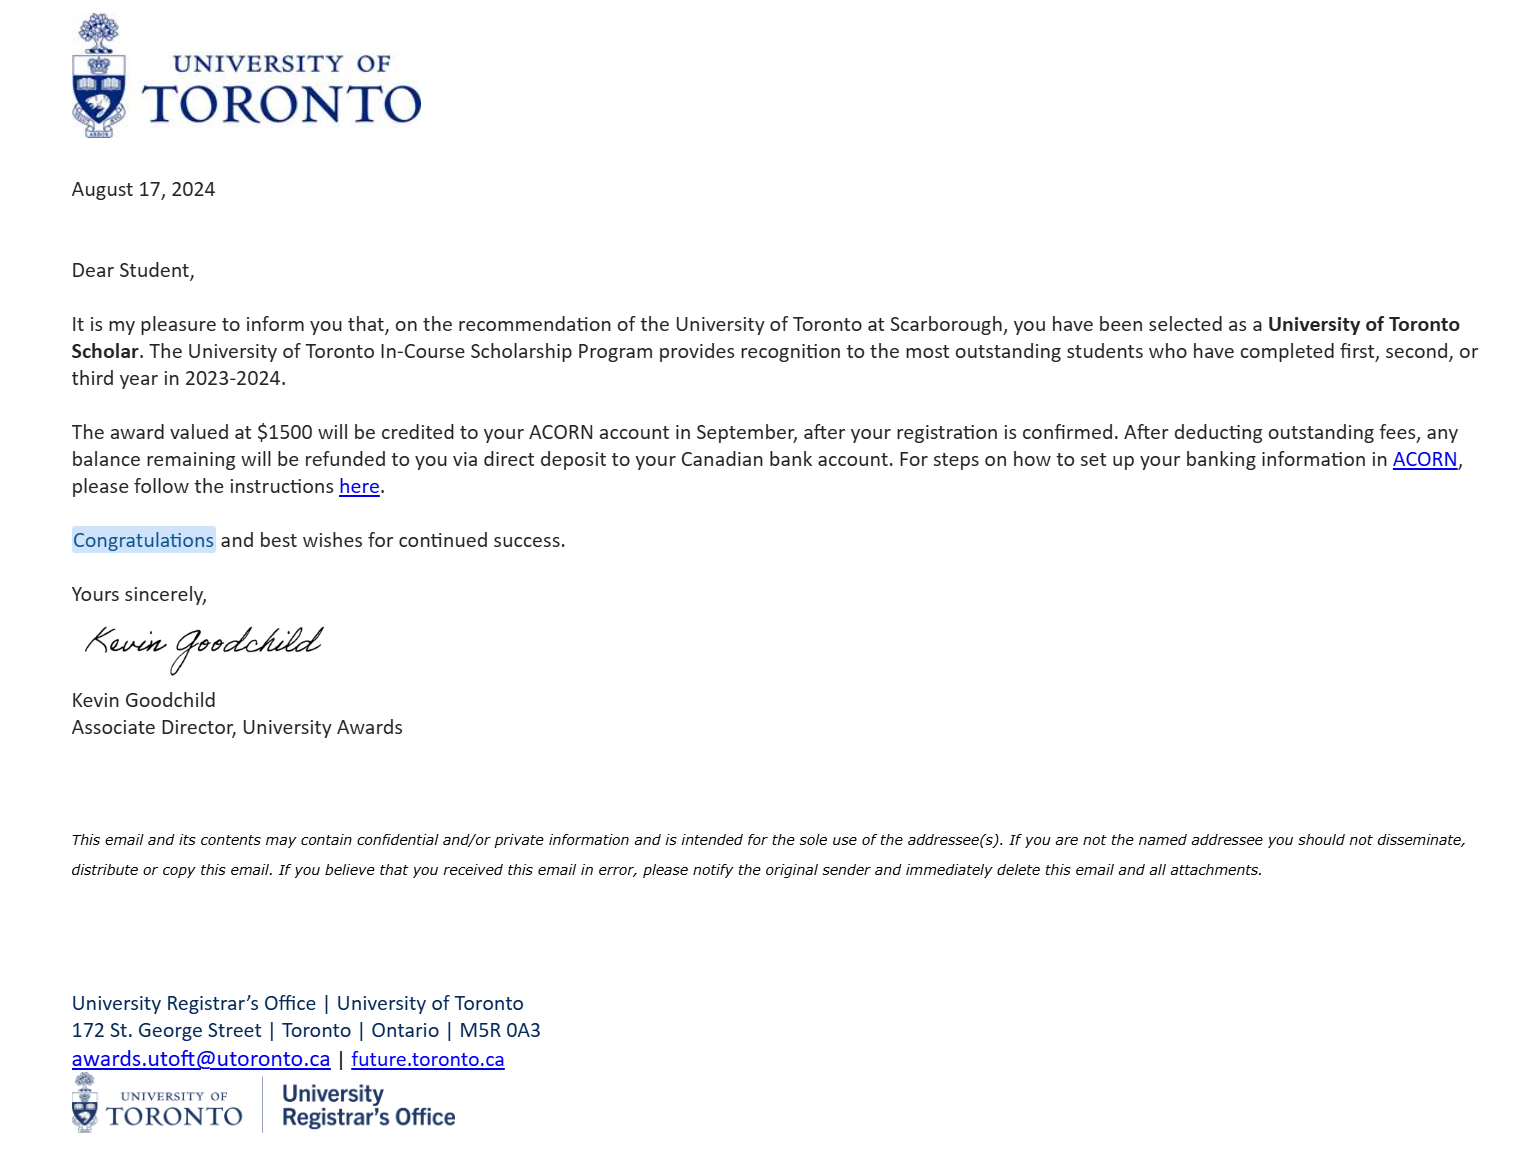 UNIVERSITY OF
TORONTO
August 17, 2024
Dear Student,
It is my pleasure to inform you that, on the recommendation of the University of Toronto at Scarborough, you have been selected as a University of Toronto
Scholar. The University of Toronto In-Course Scholarship Program provides recognition to the most outstanding students who have completed first, second, or
third year in 2023-2024.
The award valued at $1500 will be credited to your ACORN account in September, after your registration is confirmed. After deducting outstanding fees, any
balance remaining will be refunded to you via direct deposit to your Canadian bank account. For steps on how to set up your banking information in ACORN,
please follow the instructions here.
Congratulations and best wishes for continued success.
Yours sincerely,
Kevin Goodchild
Kevin Goodchild
Associate Director, University Awards
This email and its contents may contain confidential and/or private information and is intended for the sole use of the addressee(s). If you are not the named addressee you should not disseminate,
distribute or copy this email. If you believe that you received this email in error, please notify the original sender and immediately delete this email and all attachments.
University Registrar’s Office | University of Toronto
172 St. George Street | Toronto | Ontario | M5R 0A3
awards.utoft@utoronto.ca | future.toronto.ca
UNIVERSITY OF
TORONTO
University
Registrar’s Office